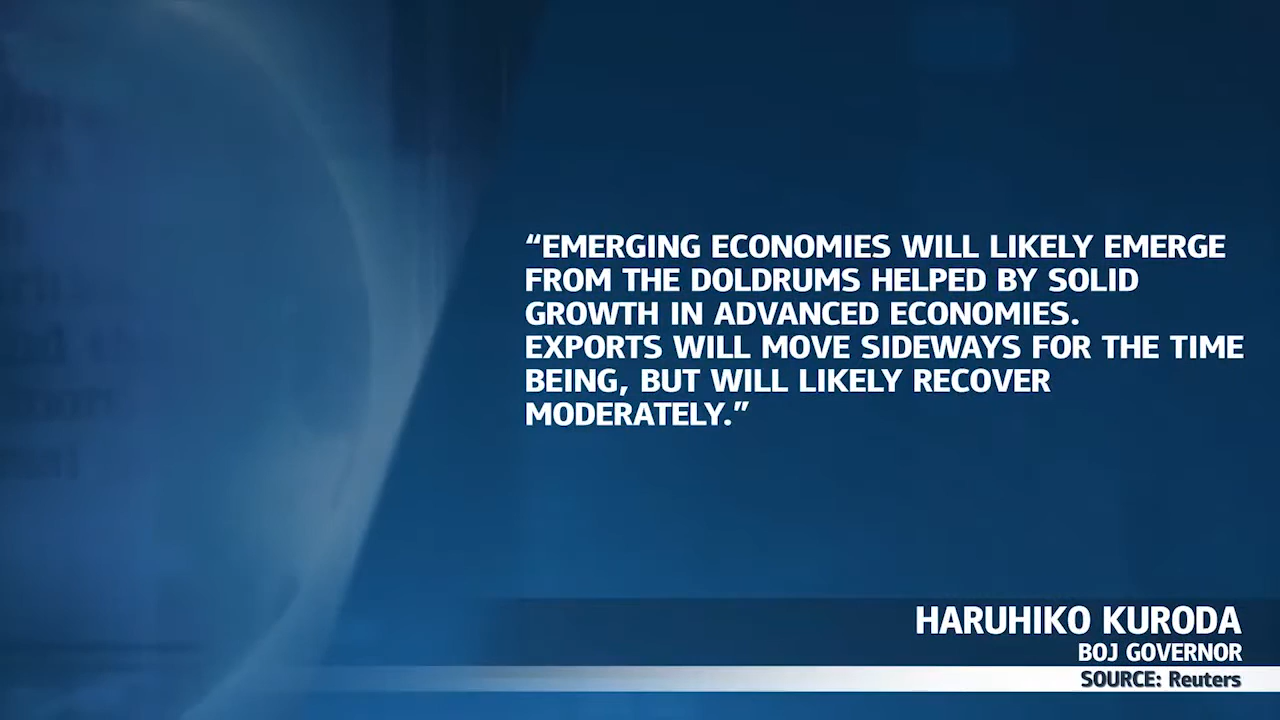 “EMERGING ECONOMIES WILL LIKELY EMERGE
FROM THE DOLDRUMS HELPED BY SOLID
GROWTH IN ADVANCED ECONOMIES.
EXPORTS WILL MOVE SIDEWAYS FOR THE TIME
BEING, BUT WILL LIKELY RECOVER
MODERATELY.”
HARUHIKO KURODA
BOJ GOVERNOR
SOURCE: Reuters